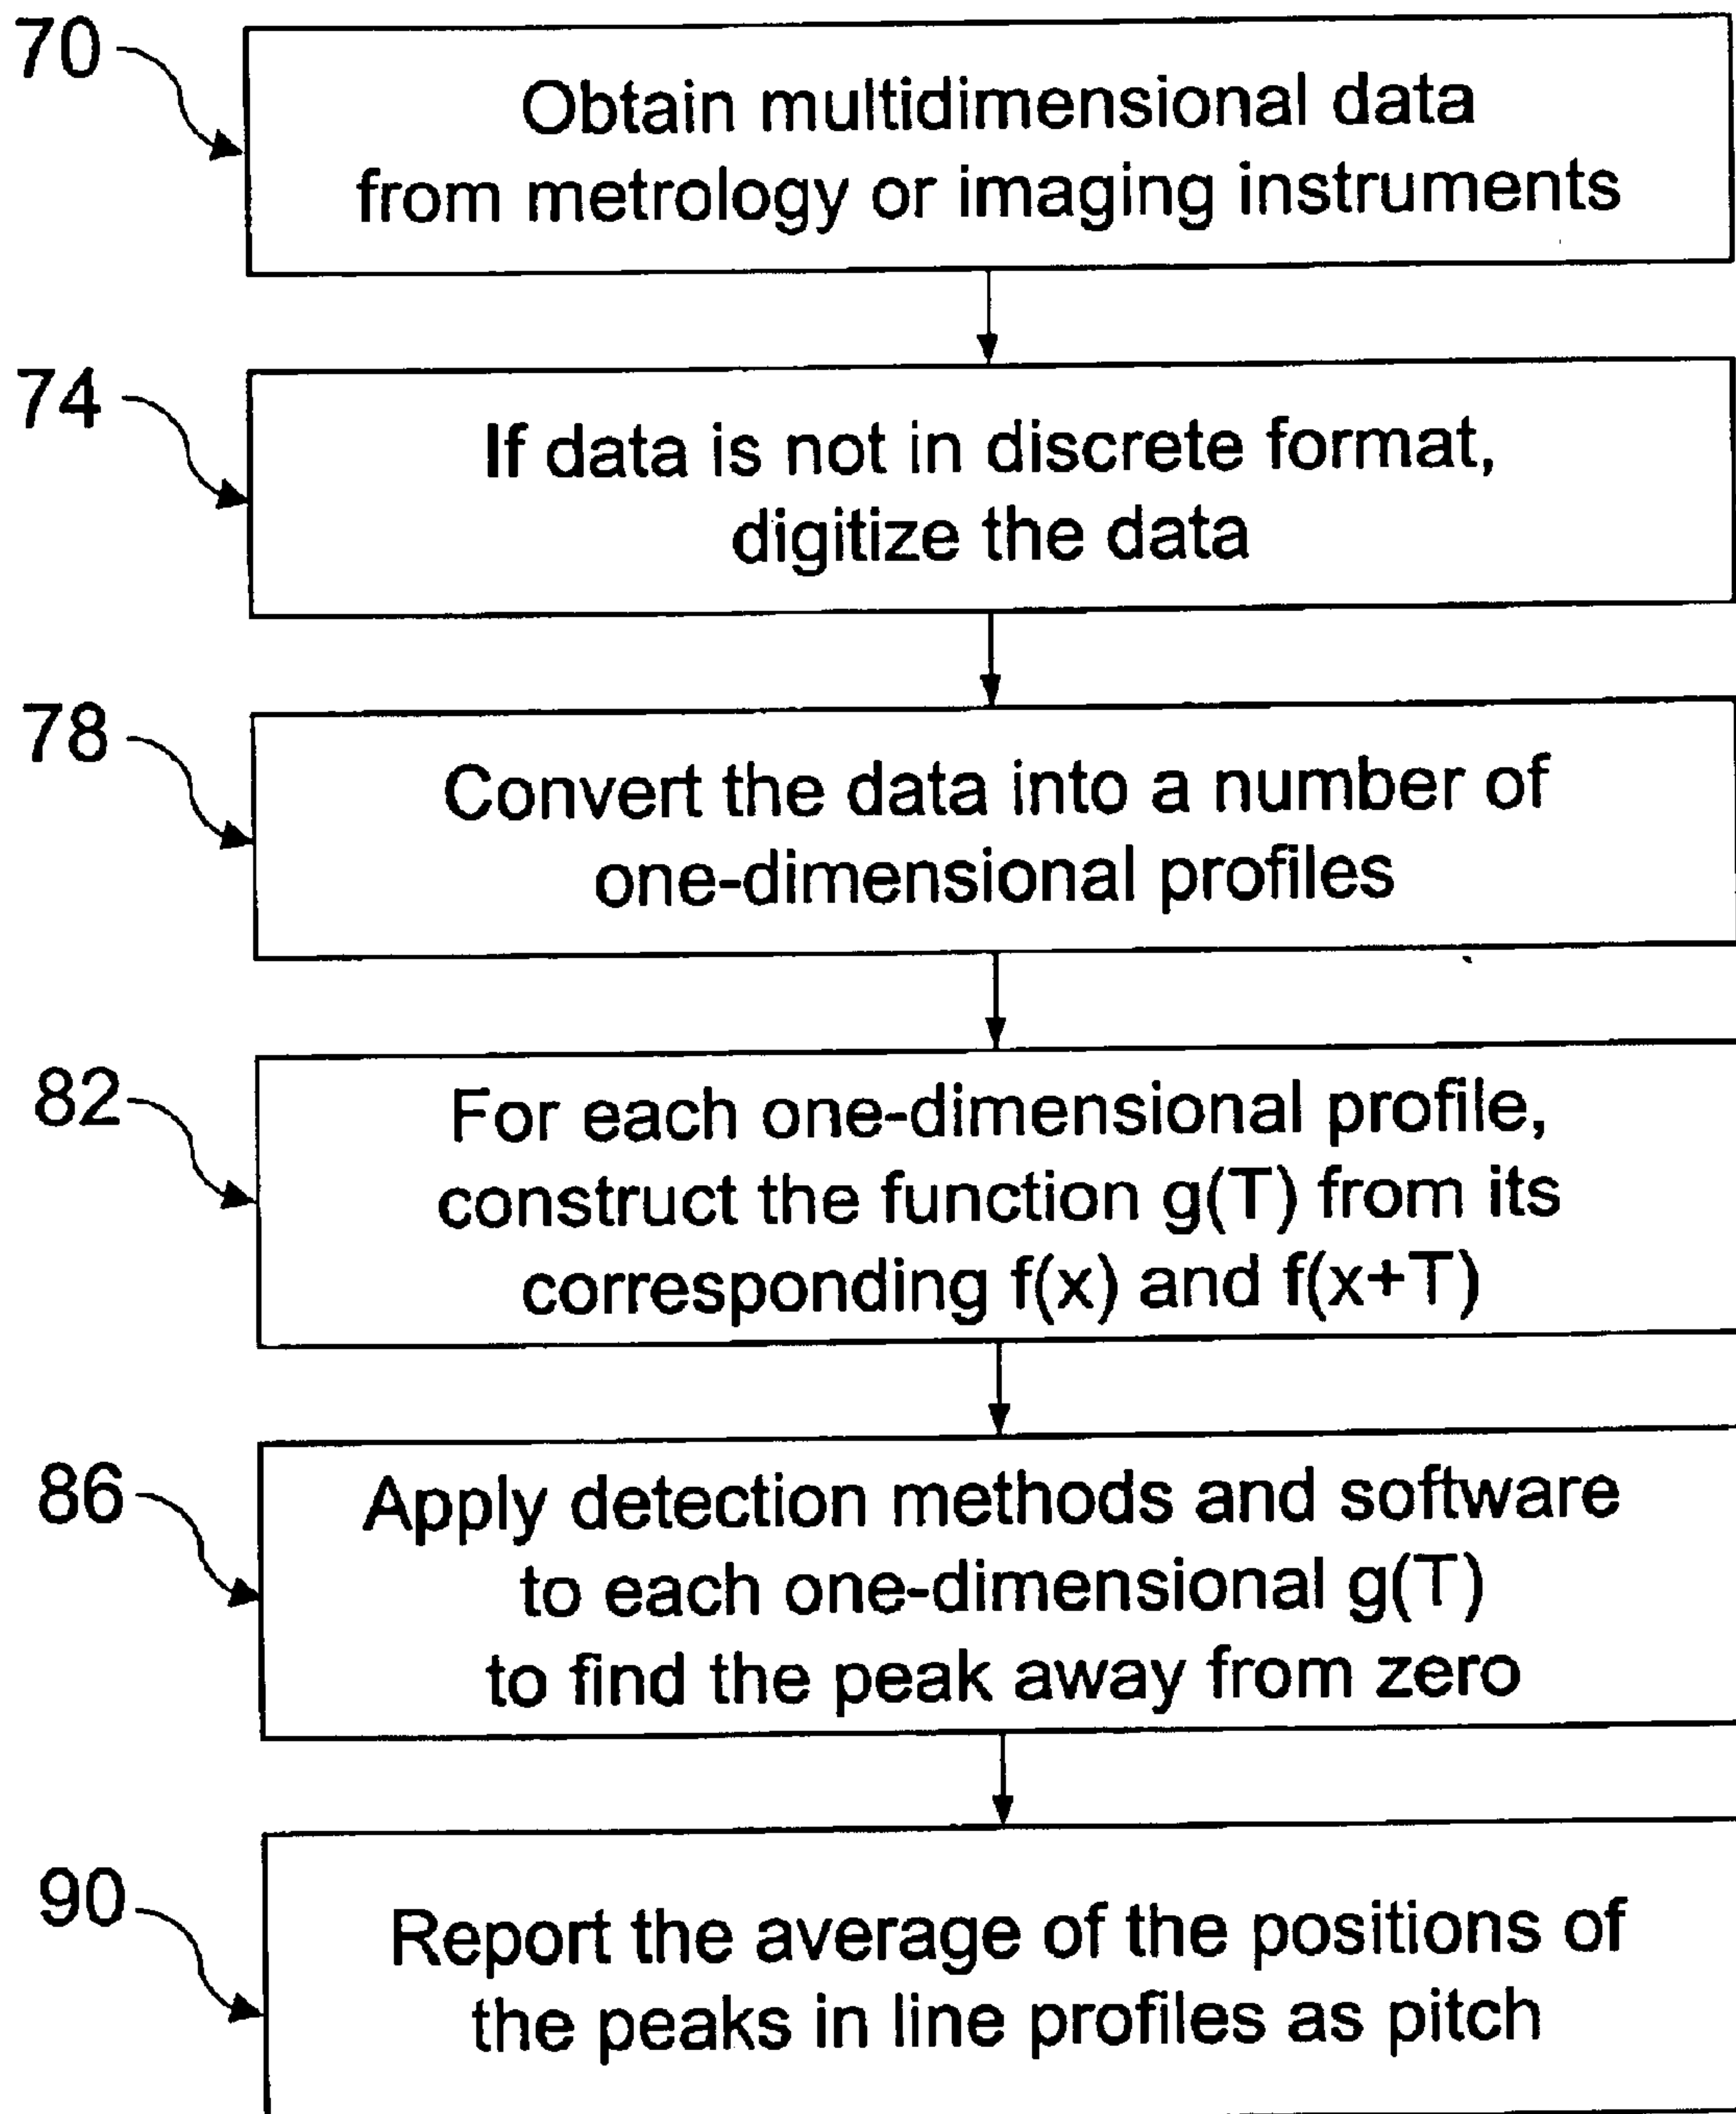 70
Obtain multidimensional data
from metrology or imaging instruments
74
If data is not in discrete format,
digitize the data
78
Convert the data into a number of
one-dimensional profiles
82
For each one-dimensional profile,
construct the function g(T) from its
corresponding f(x) and f(x+T)
86
Apply detection methods and software
to each one-dimensional g(T)
to find the peak away from zero
90
Report the average of the positions of
the peaks in line profiles as pitch